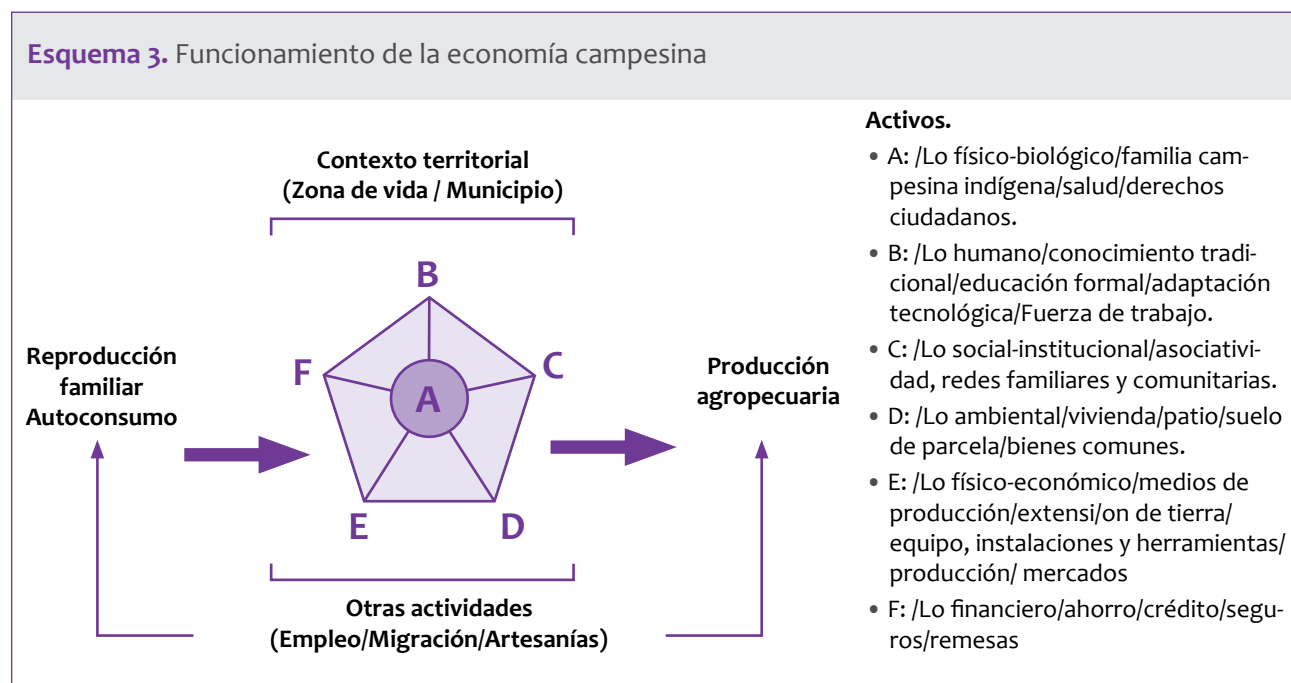 Esquema 3. Funcionamiento de la economía campesina
Contexto territorial
(Zona de vida / Municipio)
B
F
C
A
E
D
Reproducción
familiar
Autoconsumo
Producción
agropecuaria
Otras actividades
(Empleo/Migración/Artesanías)
Activos.
• A: /Lo físico-biológico/familia cam-
pesina indígena/salud/derechos
ciudadanos.
• B: /Lo humano/conocimiento tradi-
cional/educación formal/adaptación
tecnológica/Fuerza de trabajo.
• C: /Lo social-institucional/asociativi-
dad, redes familiares y comunitarias.
• D: /Lo ambiental/vivienda/patio/suelo
de parcela/bienes comunes.
• E: /Lo físico-económico/medios de
producción/extensi/on de tierra/
equipo, instalaciones y herramientas/
producción/ mercados
• F: /Lo financiero/ahorro/crédito/segu-
ros/remesas